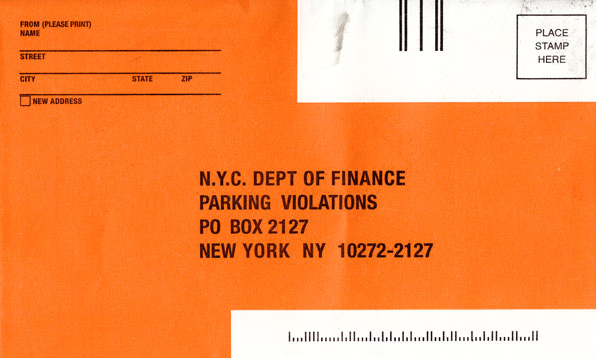 FROM (PLEASE PRINT)
NAME
STREET
CITY STATE ZIP
NEW ADDRESS
PLACE
STAMP
HERE
N.Y.C. DEPT OF FINANCE
PARKING VIOLATIONS
PO BOX 2127
NEW YORK NY 10272-2127